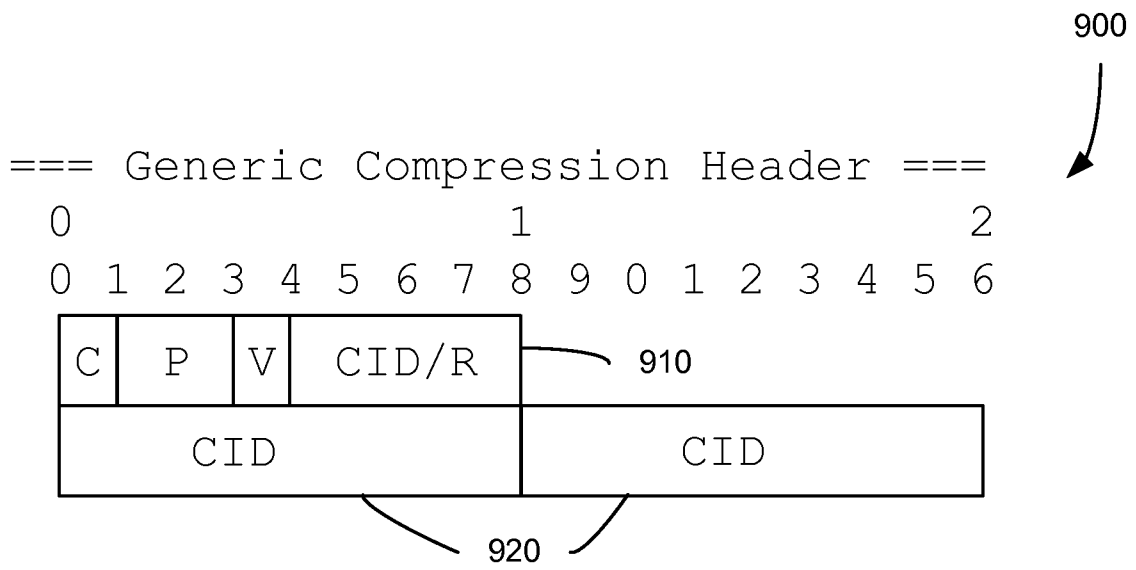 900
=== Generic Compression Header ===
0 1 2
0 1 2 3 4 5 6 7 8 9 0 1 2 3 4 5 6
C P V CID/R 910
CID CID
920